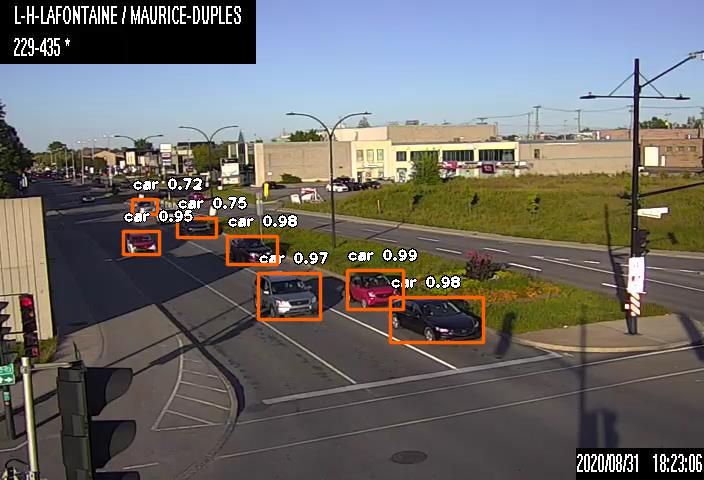 L-H-LAFONTAINE / MAURICE-DUPLES
229-435 *
car 0.72
car 0.75
car 0.95
car 0.98
car 0.97
car 0.99
car 0.98
2020/08/31 18:23:06